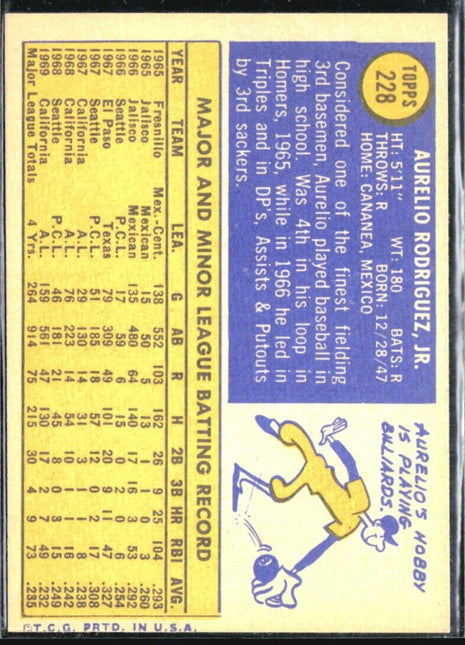 TOPPS
228
AURELIO RODRIGUEZ, JR.
HT: 5'11" WT: 180 BATS: R
THROWS: R BORN: 12/28/47
HOME: CANANEA, MEXICO
Considered one of the finest fielding
3rd basemen, Aurelio played baseball in
high school. Was 4th in his loop in
Homers, 1965, while in 1966 he led in
Triples and in DP's, Assists & Putouts
by 3rd sackers.
AURELIO'S HOBBY
IS PLAYING
BILLIARDS.
MAJOR AND MINOR LEAGUE BATTING RECORD
YEAR TEAM LEA. G AB R H 2B 3B HR RBI AVG.
1965 Fresnillo Mex.-Cent. 138 552 103 162 26 9 25 104 .293
1965 Jalisco Mexican 15 50 5 13 0 3 .260
1966 Jalisco Mexican 135 480 64 140 17 16 3 53 .292
1966 Seattle P.C.L. 17 59 2 15 0 2 0 6 .254
1967 El Paso Texas 79 309 49 101 20 9 11 47 .327
1967 Seattle P.C.L. 51 185 18 57 12 0 2 17 .308
1967 California A.L. 29 130 14 31 3 1 1 8 .238
1968 California A.L. 76 223 14 54 10 1 1 16 .242
1968 Seattle P.C.L. 46 21 45 8 1 0 15 .249
1969 California A.L. 159 561 47 130 17 2 7 49 .232
Major League Totals 4 Yrs. 264 914 75 215 30 4 9 73 .235
©T.C.G. PRTD. IN U.S.A.